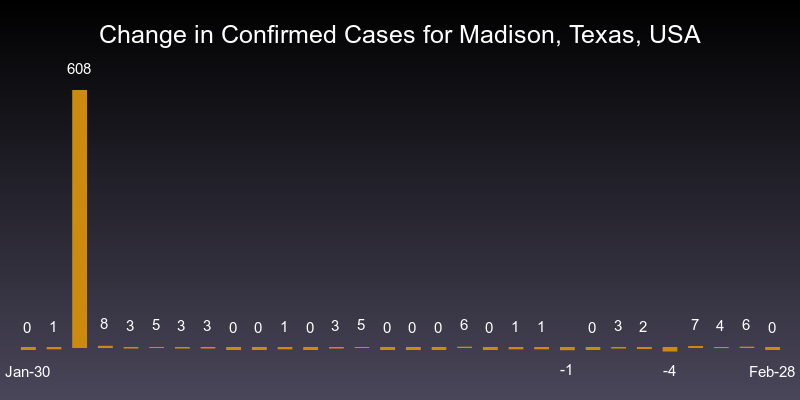 Change in Confirmed Cases for Madison, Texas, USA
608
0 1 8 3 5 3 3 0 0 1 0 3 5 0 0 0 6 0 1 1 0 3 2 7 4 6 0
-1 -4
Jan-30 Feb-28